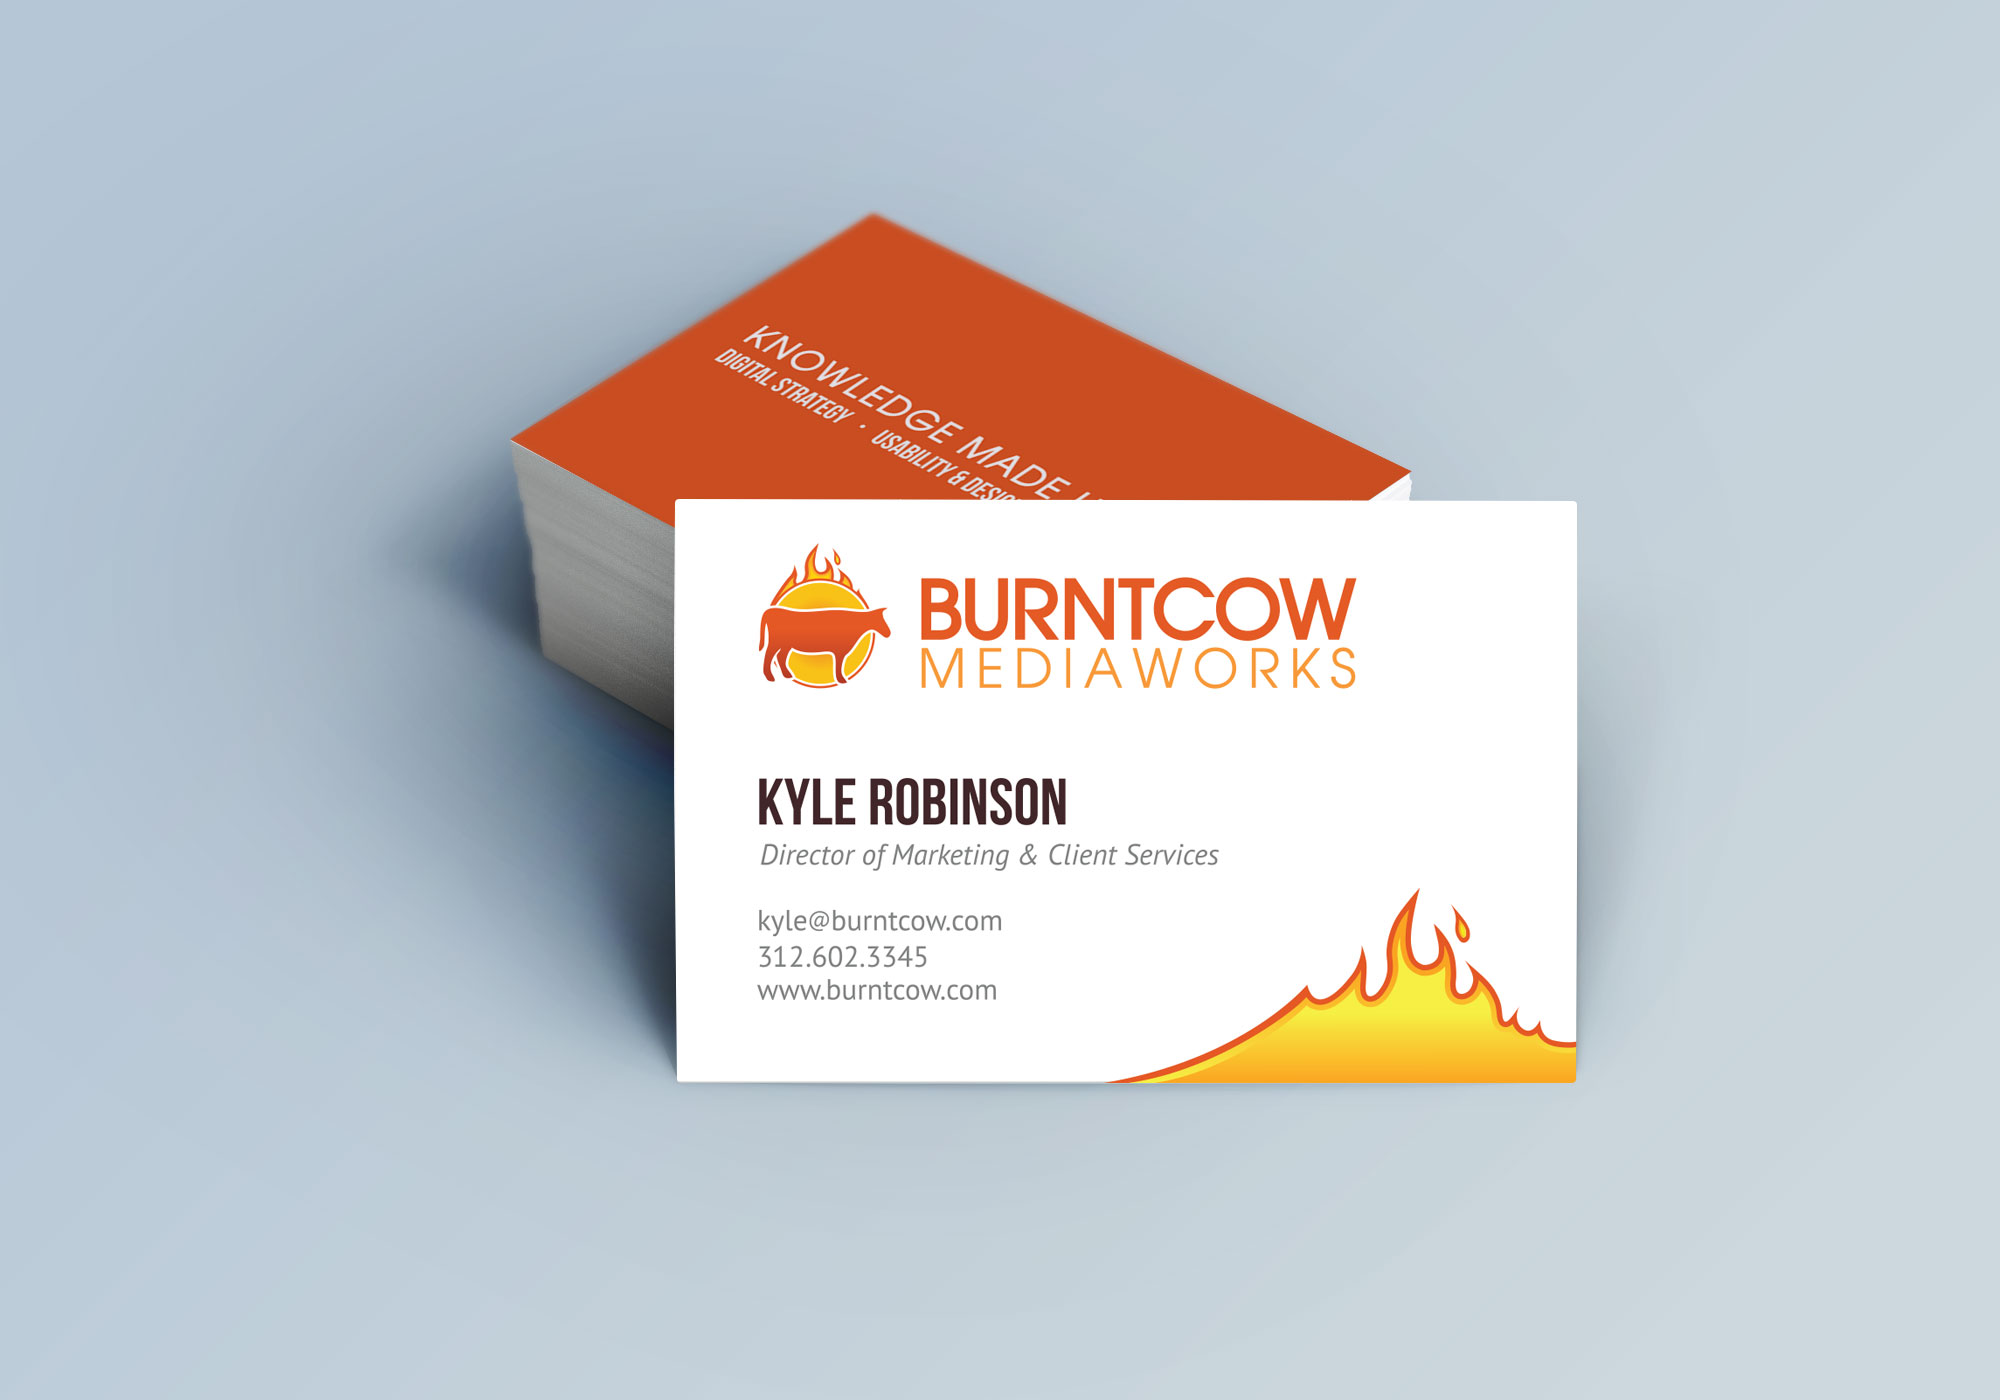 KNOWLEDGE MADE
DIGITAL STRATEGY · USABILITY &
BURNTCOW
MEDIAWORKS
KYLE ROBINSON
Director of Marketing & Client Services
kyle@burntcow.com
312.602.3345
www.burntcow.com